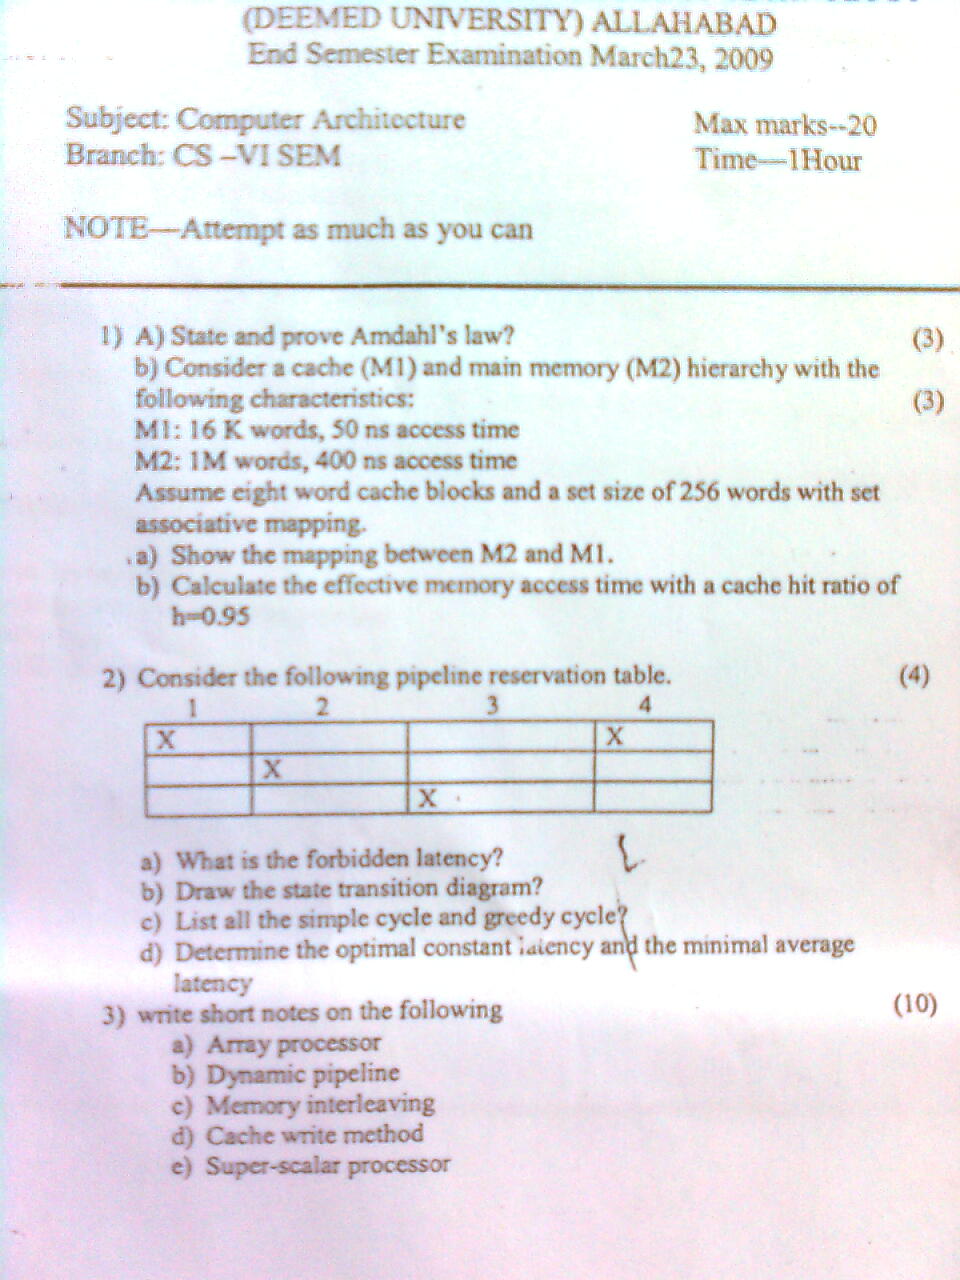 (DEEMED UNIVERSITY) ALLAHABAD
End Semester Examination March23, 2009
Subject: Computer Architecture
Max marks--20
Branch: CS –VI SEM
Time—1Hour
NOTE—Attempt as much as you can
1) A) State and prove Amdahl's law? (3)
b) Consider a cache (M1) and main memory (M2) hierarchy with the
following characteristics: (3)
M1: 16 K words, 50 ns access time
M2: 1M words, 400 ns access time
Assume eight word cache blocks and a set size of 256 words with set
associative mapping.
a) Show the mapping between M2 and M1.
b) Calculate the effective memory access time with a cache hit ratio of
h=0.95
2) Consider the following pipeline reservation table. (4)
1 2 3 4
X X
X
X
a) What is the forbidden latency?
b) Draw the state transition diagram?
c) List all the simple cycle and greedy cycle?
d) Determine the optimal constant latency and the minimal average
latency
3) write short notes on the following (10)
a) Array processor
b) Dynamic pipeline
c) Memory interleaving
d) Cache write method
e) Super-scalar processor